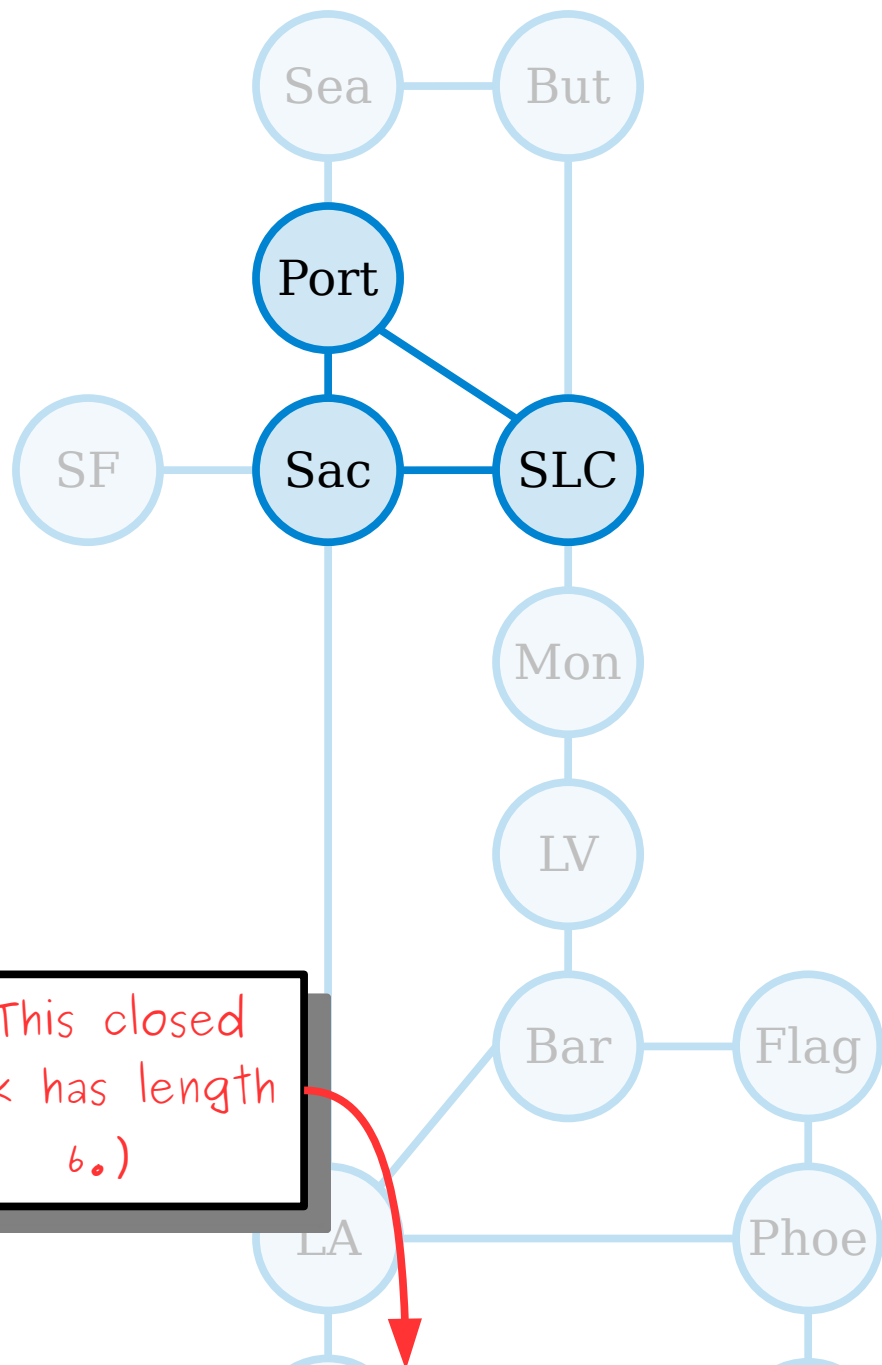 Sea But
Port
SF Sac SLC
Mon
LV
Bar Flag
This closed
has length
6.)
LA Phoe